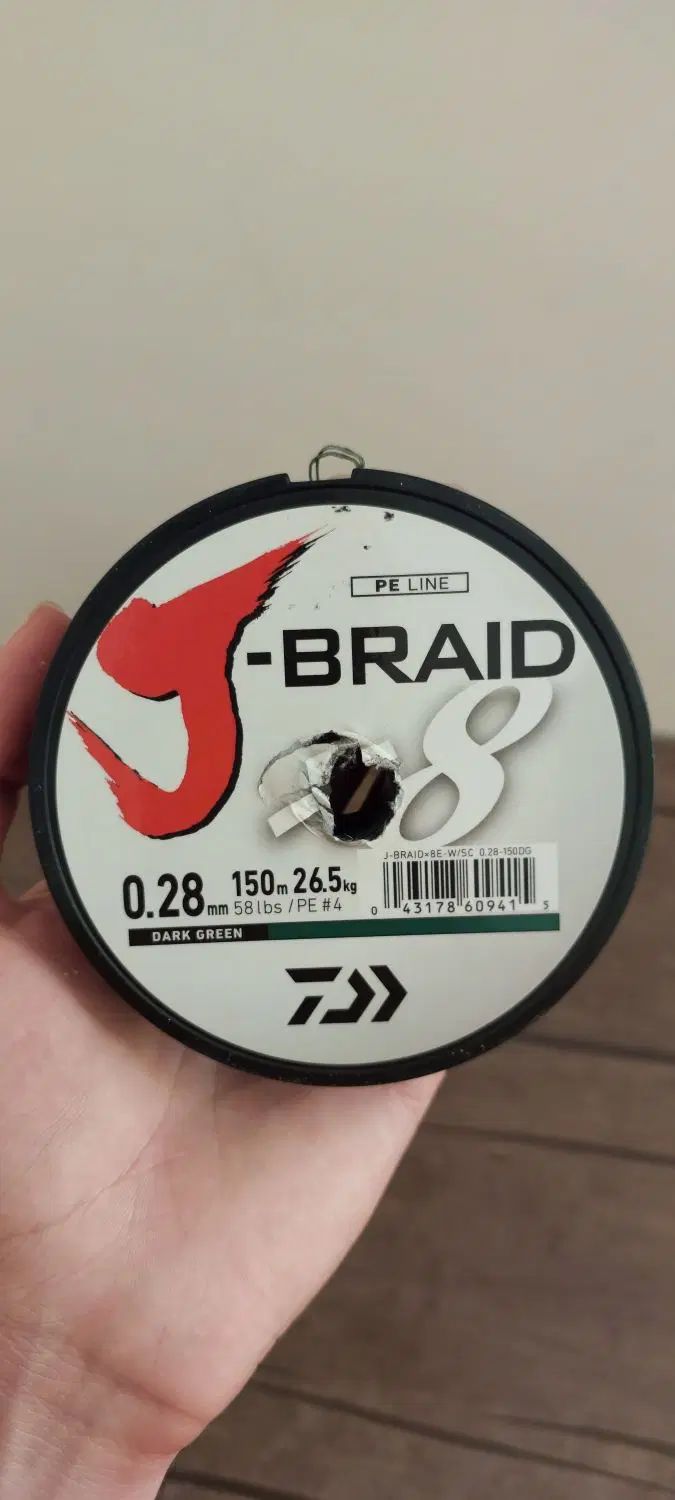 PE LINE
J-BRAID
×8
J-BRAID×8E-W/SC 0.28-150DG
0.28mm 150m 26.5kg
58lbs /PE #4
0 43178 60941 5
DARK GREEN